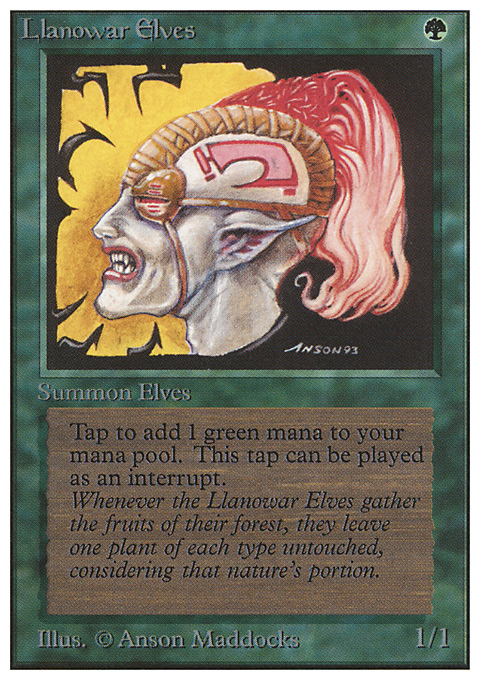 Llanowar Elves
ANSON 93
Summon Elves
Tap to add 1 green mana to your
mana pool. This tap can be played
as an interrupt.
Whenever the Llanowar Elves gather
the fruits of their forest, they leave
one plant of each type untouched,
considering that nature's portion.
Illus. © Anson Maddocks
1/1